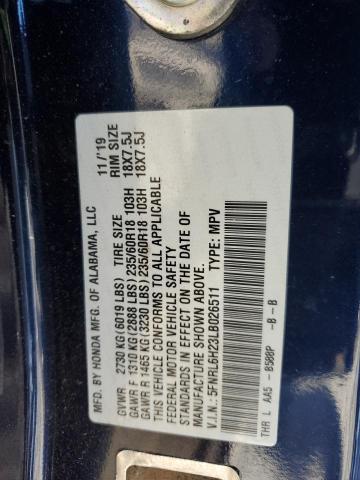 MFD. BY HONDA MFG. OF ALABAMA, LLC 11/'19
GVWR 2730 KG(6019 LBS) TIRE SIZE RIM SIZE
GAWR F 1310 KG(2888 LBS)235/60R18 103H 18X7.5J
GAWR R 1465 KG(3230 LBS)235/60R18 103H 18X7.5J
THIS VEHICLE CONFORMS TO ALL APPLICABLE
FEDERAL MOTOR VEHICLE SAFETY
STANDARDS IN EFFECT ON THE DATE OF
MANUFACTURE SHOWN ABOVE.
V.I.N.: 5FNRL6H23LB026511 TYPE: MPV
THR L AA5 - B588P -B - B